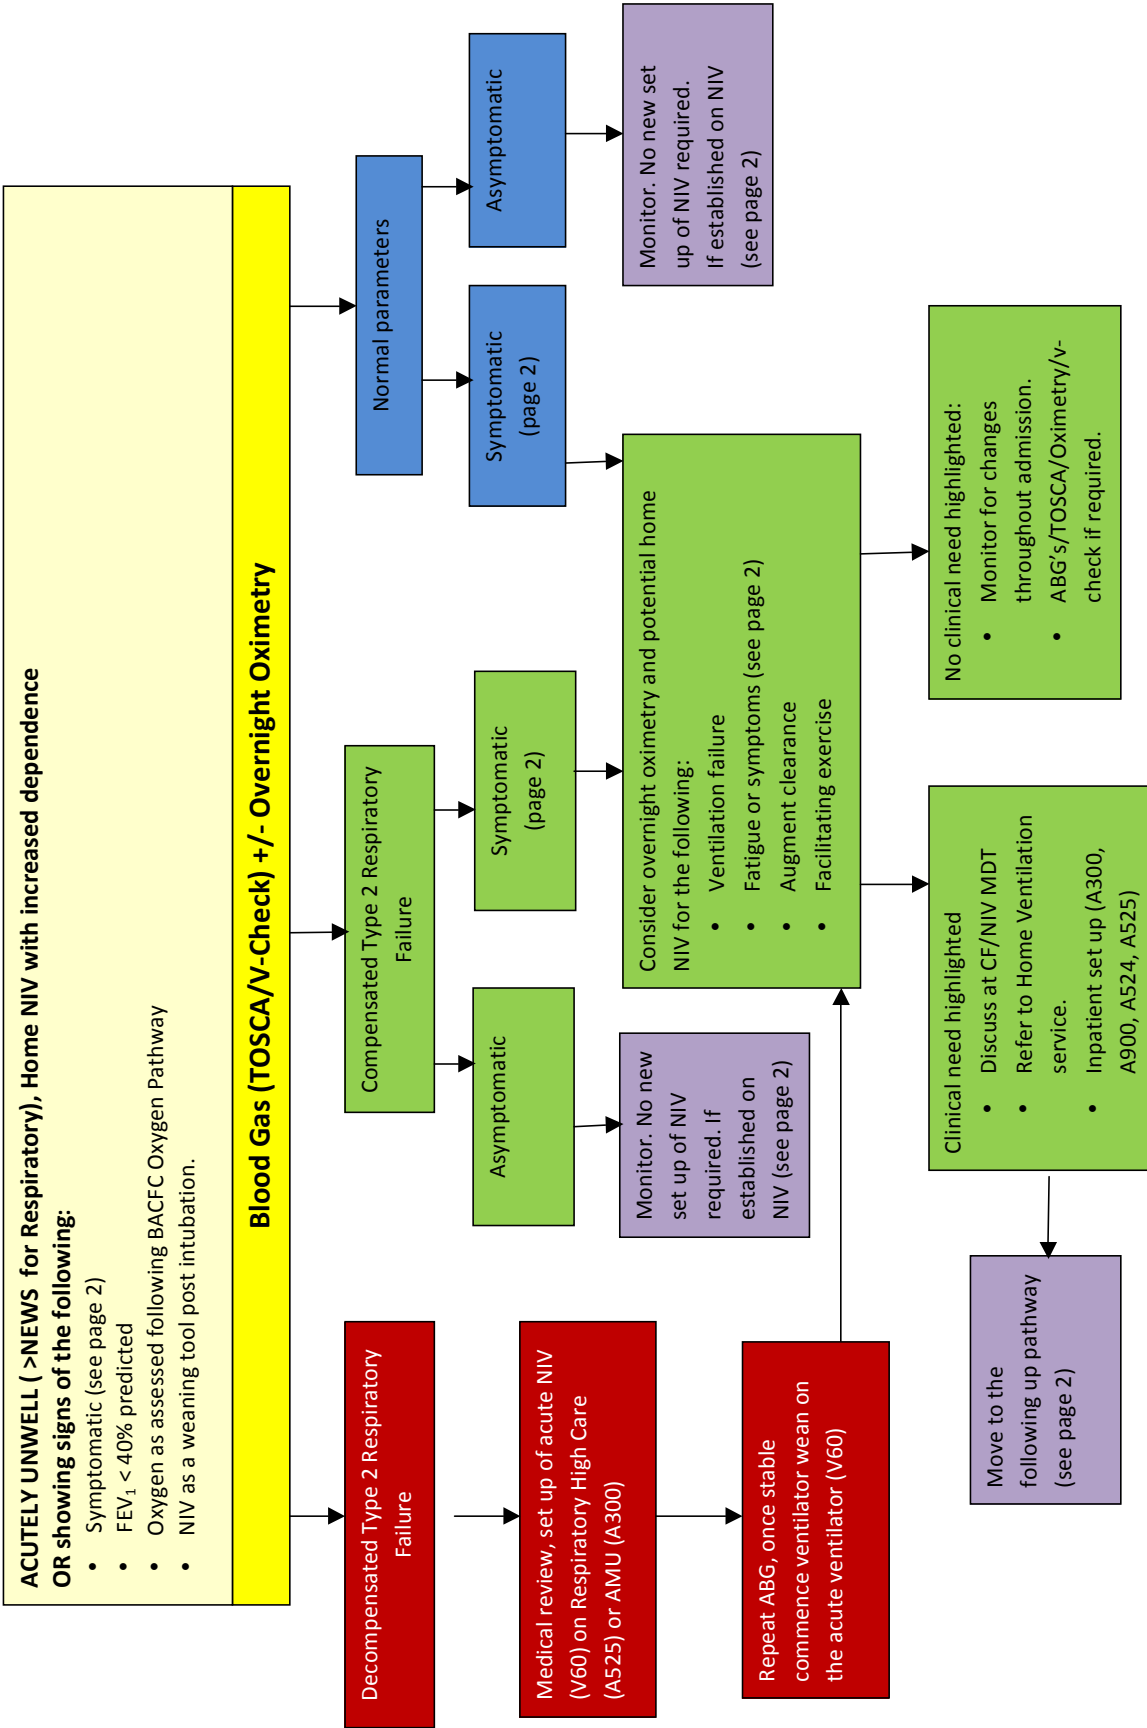 ACUTELY UNWELL ( >NEWS for Respiratory), Home NIV with increased dependence
OR showing signs of the following:
• Symptomatic (see page 2)
• FEV₁ < 40% predicted
• Oxygen as assessed following BACFC Oxygen Pathway
• NIV as a weaning tool post intubation.
Blood Gas (TOSCA/V-Check) +/- Overnight Oximetry
Decompensated Type 2 Respiratory
Failure
Medical review, set up of acute NIV
(V60) on Respiratory High Care
(A525) or AMU (A300)
Repeat ABG, once stable
commence ventilator wean on
the acute ventilator (V60)
Compensated Type 2 Respiratory
Failure
Asymptomatic
Monitor. No new
set up of NIV
required. If
established on
NIV (see page 2)
Symptomatic
(page 2)
Normal parameters
Symptomatic
(page 2)
Asymptomatic
Monitor. No new set
up of NIV required.
If established on NIV
(see page 2)
Consider overnight oximetry and potential home
NIV for the following:
• Ventilation failure
• Fatigue or symptoms (see page 2)
• Augment clearance
• Facilitating exercise
Clinical need highlighted
• Discuss at CF/NIV MDT
• Refer to Home Ventilation
service.
• Inpatient set up (A300,
A900, A524, A525)
No clinical need highlighted:
• Monitor for changes
throughout admission.
• ABG's/TOSCA/Oximetry/v-
check if required.
Move to the
following up pathway
(see page 2)